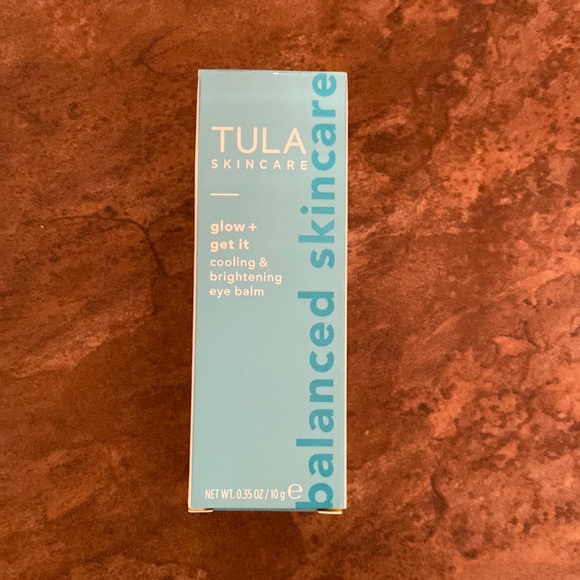 TULA
SKINCARE
glow +
get it
cooling &
brightening
eye balm
NET WT. 0.35 OZ / 10 g ℮
balanced skincare